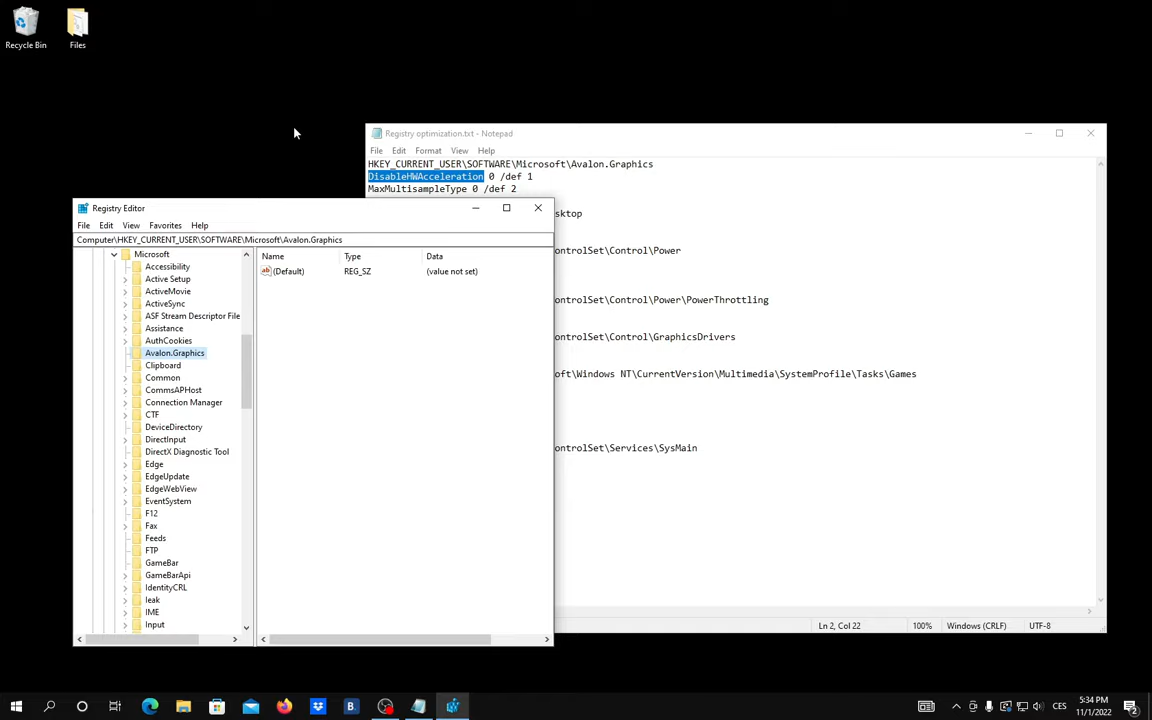 Recycle Bin
Files
Registry optimization.txt - Notepad
File Edit Format View Help
HKEY_CURRENT_USER\SOFTWARE\Microsoft\Avalon.Graphics
DisableHWAcceleration 0 /def 1
MaxMultisampleType 0 /def 2
sktop
ontrolSet\Control\Power
ontrolSet\Control\Power\PowerThrottling
ontrolSet\Control\GraphicsDrivers
oft\Windows NT\CurrentVersion\Multimedia\SystemProfile\Tasks\Games
ontrolSet\Services\SysMain
Ln 2, Col 22 100% Windows (CRLF) UTF-8
Registry Editor
File Edit View Favorites Help
Computer\HKEY_CURRENT_USER\SOFTWARE\Microsoft\Avalon.Graphics
Microsoft
Accessibility
Active Setup
ActiveMovie
ActiveSync
ASF Stream Descriptor File
Assistance
AuthCookies
Avalon.Graphics
Clipboard
Common
CommsAPHost
Connection Manager
CTF
DeviceDirectory
DirectInput
DirectX Diagnostic Tool
Edge
EdgeUpdate
EdgeWebView
EventSystem
F12
Fax
Feeds
FTP
GameBar
GameBarApi
IdentityCRL
Ieak
IME
Input
Name Type Data
ab (Default) REG_SZ (value not set)
B.
CES
5:34 PM
11/1/2022
2